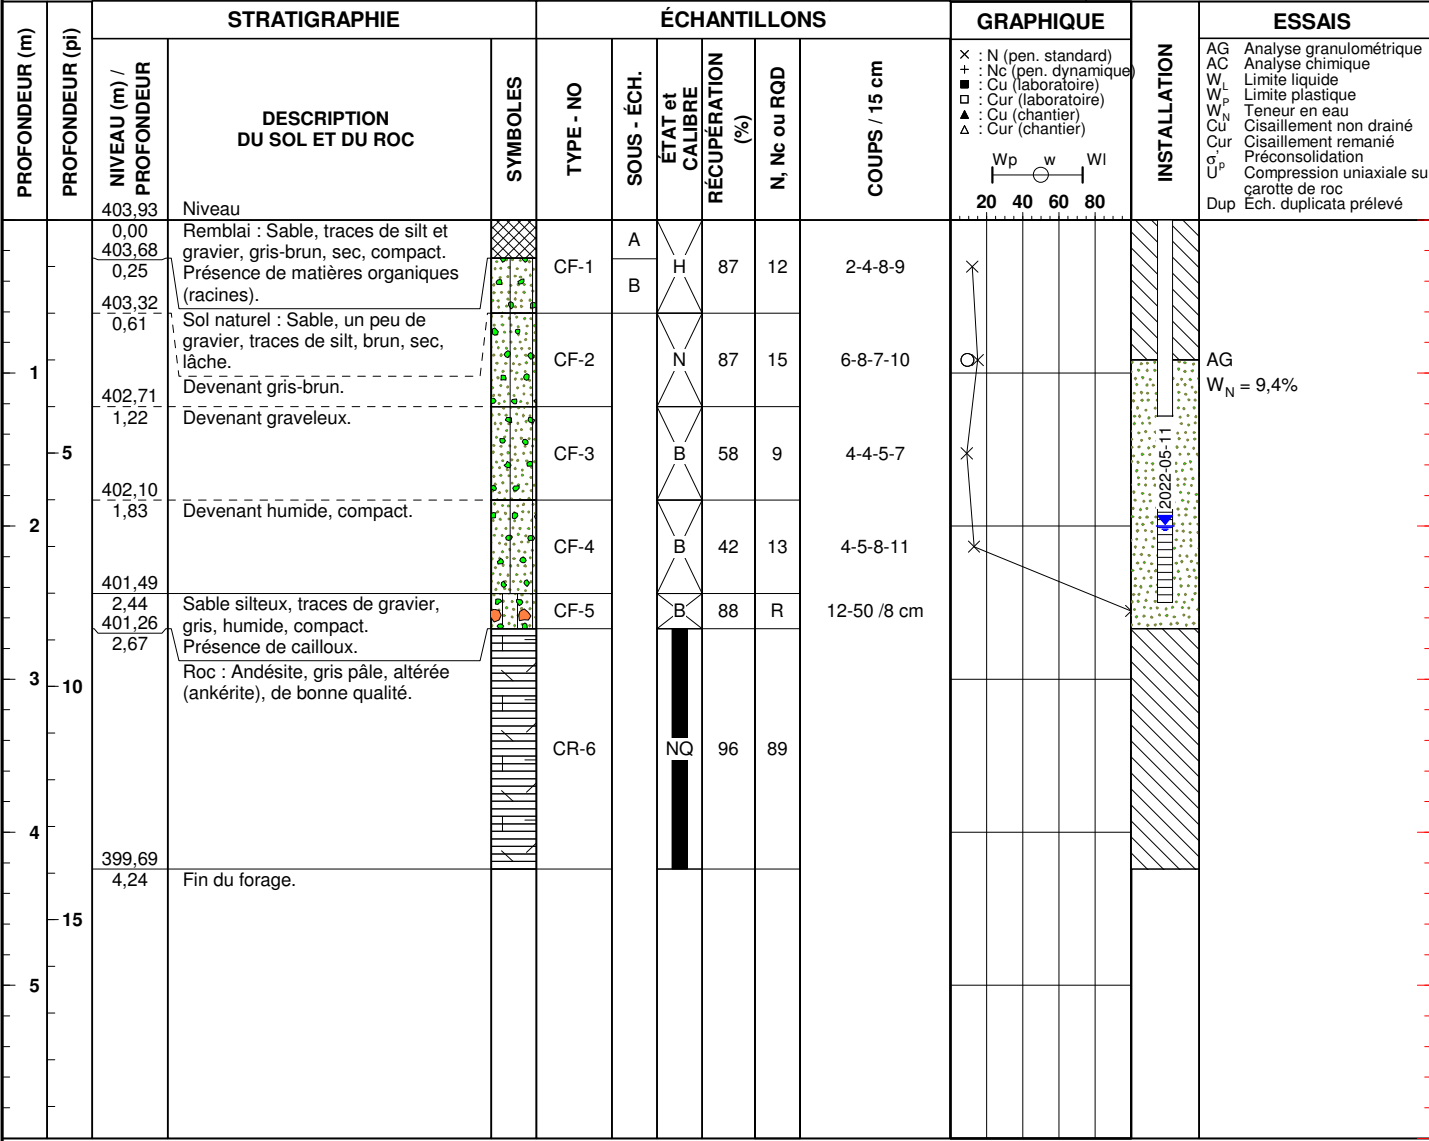 STRATIGRAPHIE
ÉCHANTILLONS
GRAPHIQUE
ESSAIS
PROFONDEUR (m)
PROFONDEUR (pi)
NIVEAU (m) /
PROFONDEUR
DESCRIPTION
DU SOL ET DU ROC
SYMBOLES
TYPE - NO
SOUS - ÉCH.
ÉTAT et
CALIBRE
RÉCUPÉRATION
(%)
N, Nc ou RQD
COUPS / 15 cm
× : N (pen. standard)
+ : Nc (pen. dynamique)
■ : Cu (laboratoire)
□ : Cur (laboratoire)
▲ : Cu (chantier)
△ : Cur (chantier)
Wp w Wl
20 40 60 80
INSTALLATION
AG Analyse granulométrique
AC Analyse chimique
W_L Limite liquide
W_P Limite plastique
W_N Teneur en eau
Cu Cisaillement non drainé
Cur Cisaillement remanié
σ'_p Préconsolidation
U Compression uniaxiale su
carotte de roc
Dup Éch. duplicata prélevé
403,93 Niveau
0,00
403,68
Remblai : Sable, traces de silt et
gravier, gris-brun, sec, compact.
Présence de matières organiques
(racines).
0,25
403,32
Sol naturel : Sable, un peu de
gravier, traces de silt, brun, sec,
lâche.
0,61
402,71
Devenant gris-brun.
1,22 Devenant graveleux.
402,10
1,83 Devenant humide, compact.
401,49
2,44
401,26
Sable silteux, traces de gravier,
gris, humide, compact.
Présence de cailloux.
2,67
Roc : Andésite, gris pâle, altérée
(ankérite), de bonne qualité.
399,69
4,24 Fin du forage.
CF-1 A B H 87 12 2-4-8-9
CF-2 N 87 15 6-8-7-10
CF-3 B 58 9 4-4-5-7
CF-4 B 42 13 4-5-8-11
CF-5 B 88 R 12-50 /8 cm
CR-6 NQ 96 89
2022-05-11
AG
W_N = 9,4%
1
2
3
4
5
5
10
15